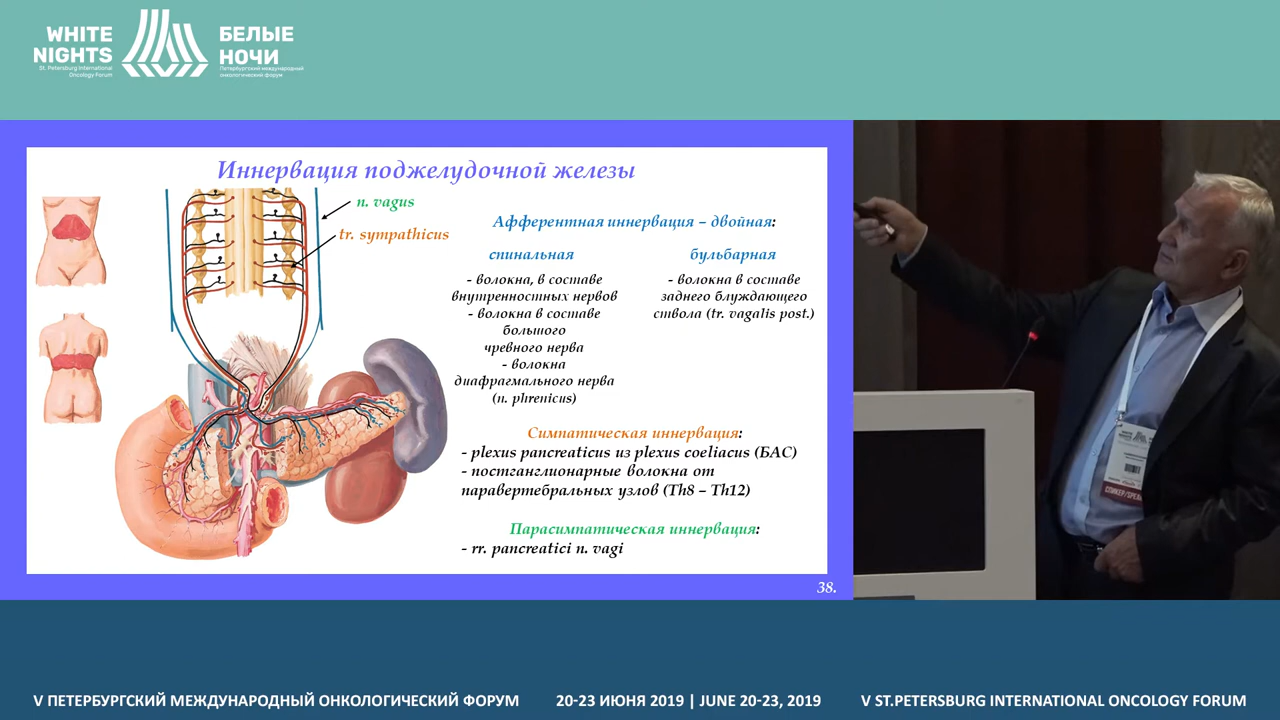 WHITE
NIGHTS
St. Petersburg International
Oncology Forum
БЕЛЫЕ
НОЧИ
Петербургский международный
онкологический форум
Иннервация поджелудочной железы
n. vagus
tr. sympathicus
Афферентная иннервация – двойная:
спинальная
- волокна, в составе
внутренностных нервов
- волокна в составе
большого
чревного нерва
- волокна
диафрагмального нерва
(n. phrenicus)
бульбарная
- волокна в составе
заднего блуждающего
ствола (tr. vagalis post.)
Симпатическая иннервация:
- plexus pancreaticus из plexus coeliacus (БАС)
- постганглионарные волокна от
паравертебральных узлов (Th8 – Th12)
Парасимпатическая иннервация:
- rr. pancreatici n. vagi
38.
V ПЕТЕРБУРГСКИЙ МЕЖДУНАРОДНЫЙ ОНКОЛОГИЧЕСКИЙ ФОРУМ
20-23 ИЮНЯ 2019 | JUNE 20-23, 2019
V ST.PETERSBURG INTERNATIONAL ONCOLOGY FORUM